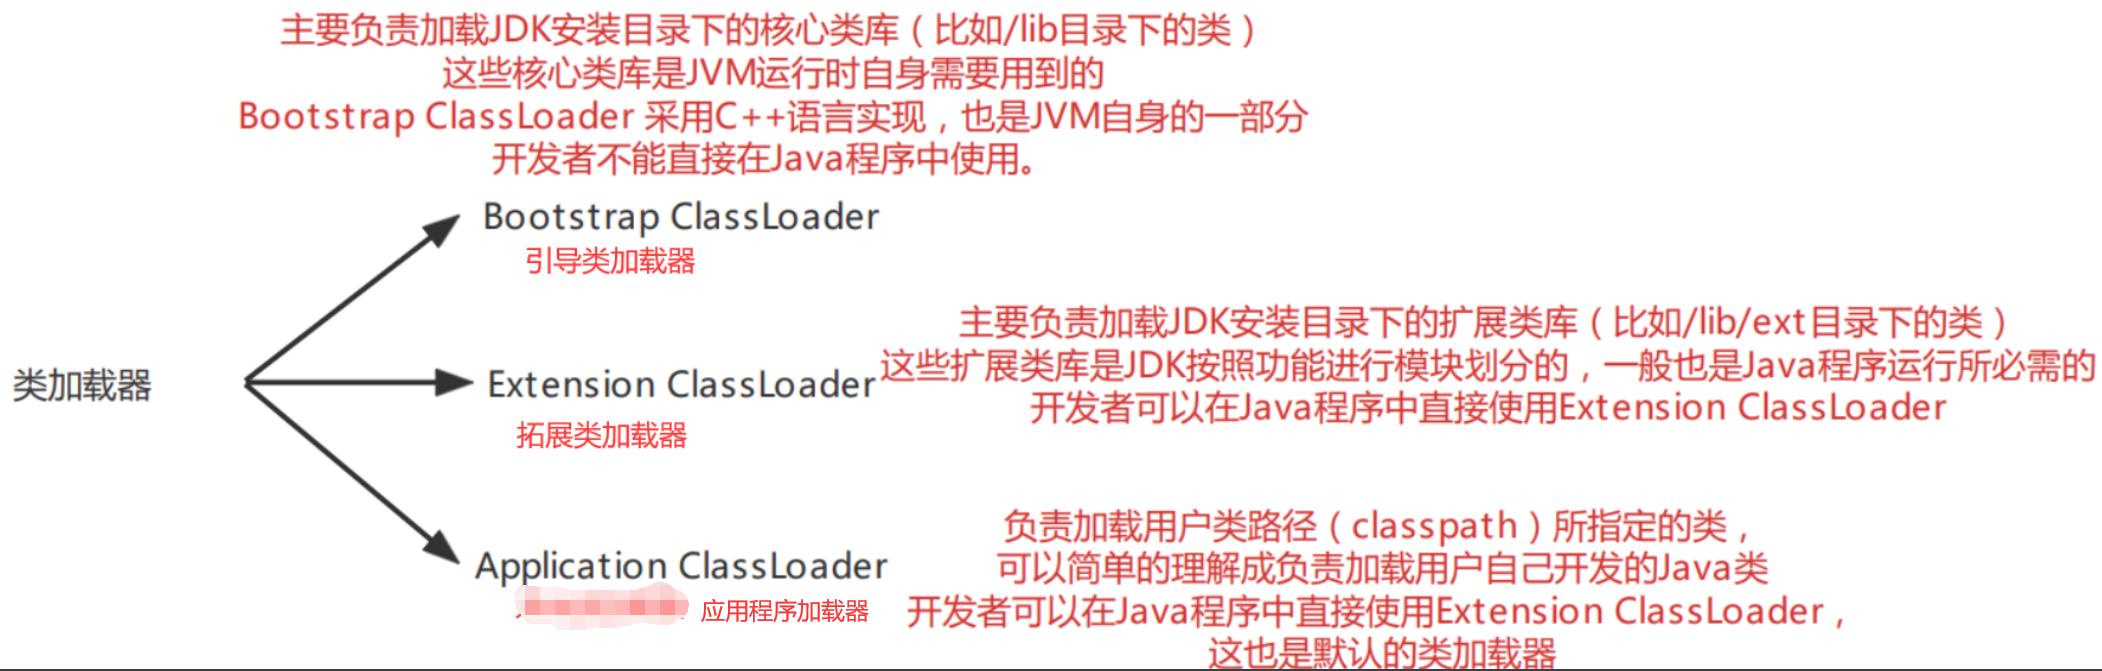 主要负责加载JDK安装目录下的核心类库（比如/lib目录下的类）
这些核心类库是JVM运行时自身需要用到的
Bootstrap ClassLoader 采用C++语言实现，也是JVM自身的一部分
开发者不能直接在Java程序中使用。
Bootstrap ClassLoader
引导类加载器
主要负责加载JDK安装目录下的扩展类库（比如/lib/ext目录下的类）
这些扩展类库是JDK按照功能进行模块划分的，一般也是Java程序运行所必需的
开发者可以在Java程序中直接使用Extension ClassLoader
类加载器
Extension ClassLoader
拓展类加载器
负责加载用户类路径（classpath）所指定的类，
可以简单的理解成负责加载用户自己开发的Java类
开发者可以在Java程序中直接使用Extension ClassLoader，
这也是默认的类加载器
Application ClassLoader
应用程序加载器